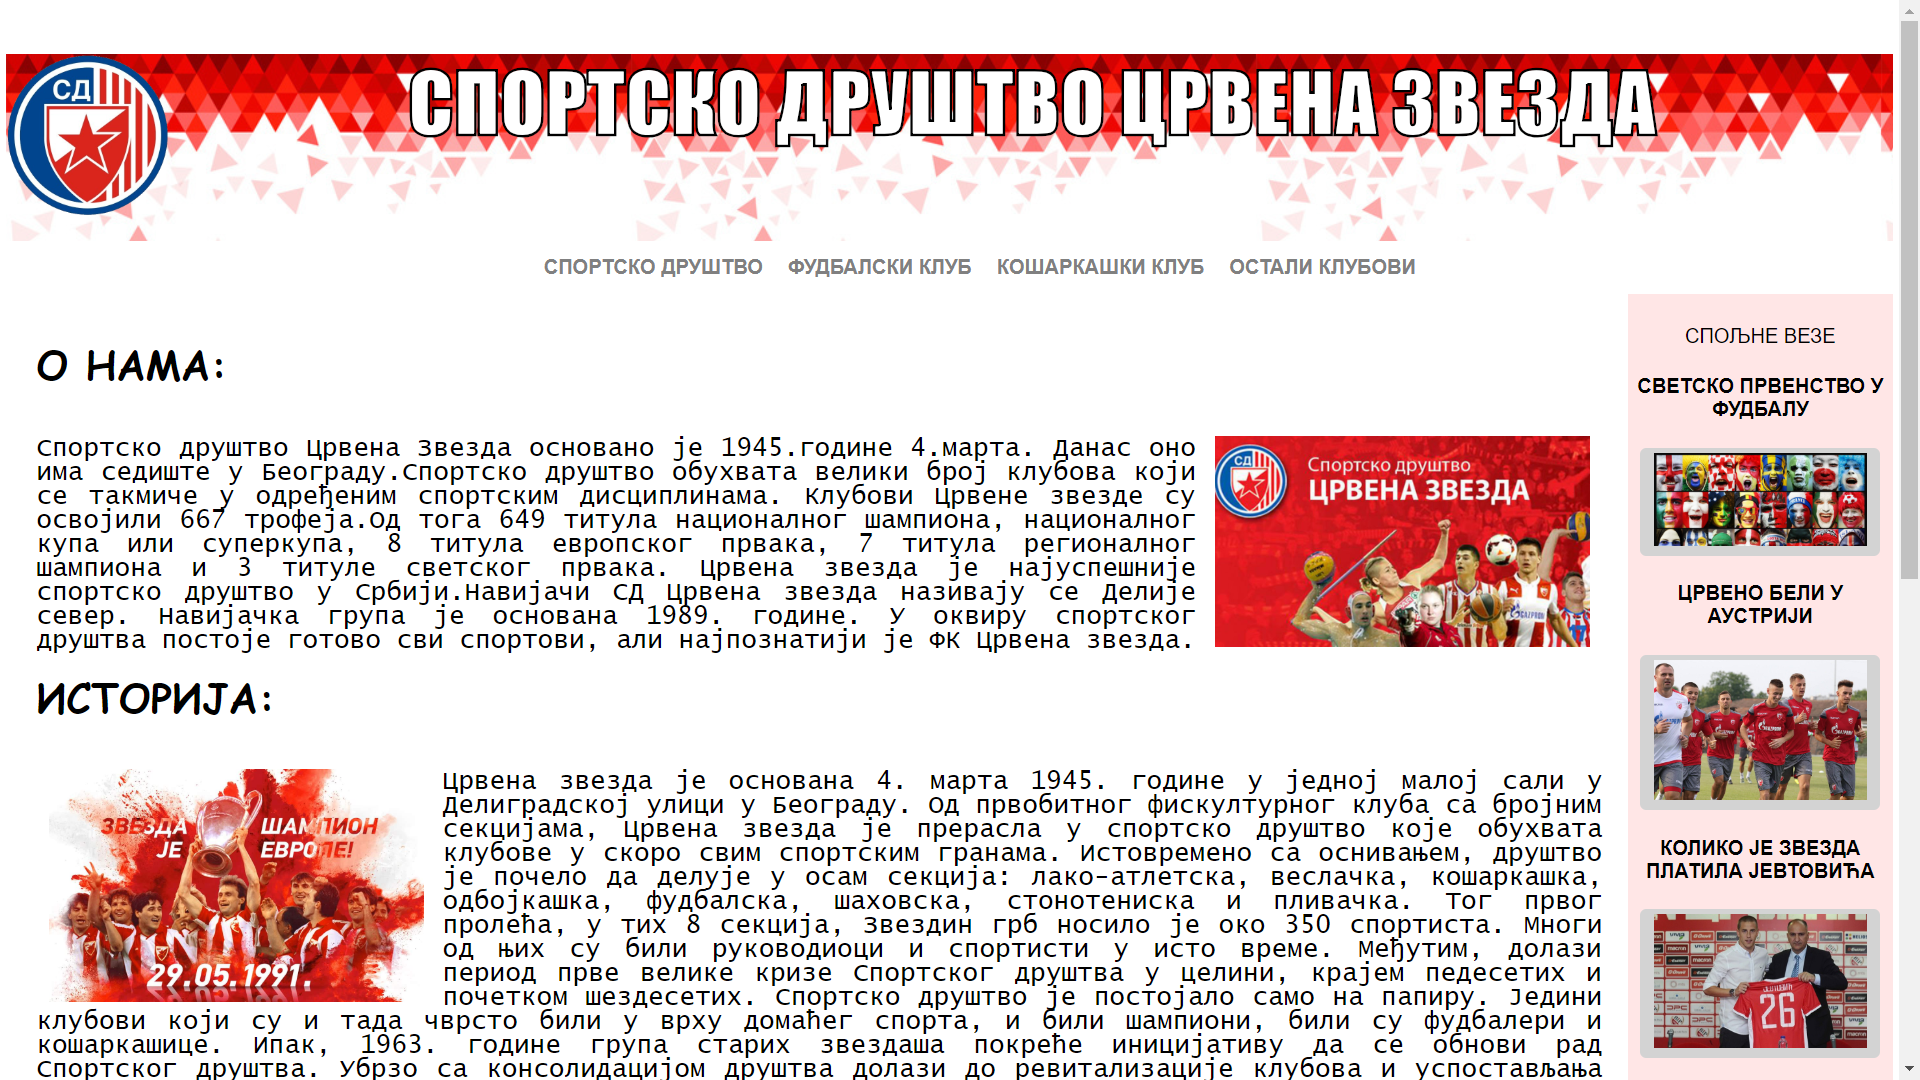 СД
СПОРТСКО ДРУШТВО ЦРВЕНА ЗВЕЗДА
СПОРТСКО ДРУШТВО ФУДБАЛСКИ КЛУБ КОШАРКАШКИ КЛУБ ОСТАЛИ КЛУБОВИ
О НАМА:
Спортско друштво Црвена Звезда основано је 1945.године 4.марта. Данас оно
има седиште у Београду.Спортско друштво обухвата велики број клубова који
се такмиче у одређеним спортским дисциплинама. Клубови Црвене звезде су
освојили 667 трофеја.Од тога 649 титула националног шампиона, националног
купа или суперкупа, 8 титула европског првака, 7 титула регионалног
шампиона и 3 титуле светског првака. Црвена звезда је најуспешније
спортско друштво у Србији.Навијачи СД Црвена звезда називају се Делије
север. Навијачка група је основана 1989. године. У оквиру спортског
друштва постоје готово сви спортови, али најпознатији је ФК Црвена звезда.
СД
Спортско друштво
ЦРВЕНА ЗВЕЗДА
ИСТОРИЈА:
ЗВЕЗДА ШАМПИОН
ЈЕ ЕВРОПЕ!
29.05.1991.
Црвена звезда је основана 4. марта 1945. године у једној малој сали у
Делиградској улици у Београду. Од првобитног фискултурног клуба са бројним
секцијама, Црвена звезда је прерасла у спортско друштво које обухвата
клубове у скоро свим спортским гранама. Истовремено са оснивањем, друштво
је почело да делује у осам секција: лако-атлетска, веслачка, кошаркашка,
одбојкашка, фудбалска, шаховска, стонотениска и пливачка. Тог првог
пролећа, у тих 8 секција, Звездин грб носило је око 350 спортиста. Многи
од њих су били руководиоци и спортисти у исто време. Међутим, долази
период прве велике кризе Спортског друштва у целини, крајем педесетих и
почетком шездесетих. Спортско друштво је постојало само на папиру. Једини
клубови који су и тада чврсто били у врху домаћег спорта, и били шампиони, били су фудбалери и
кошаркашице. Ипак, 1963. године група старих звездаша покреће иницијативу да се обнови рад
Спортског друштва. Убрзо са консолидацијом друштва долази до ревитализације клубова и успостављања
СПОЉНЕ ВЕЗЕ
СВЕТСКО ПРВЕНСТВО У
ФУДБАЛУ
ЦРВЕНО БЕЛИ У
АУСТРИЈИ
КОЛИКО ЈЕ ЗВЕЗДА
ПЛАТИЛА ЈЕВТОВИЋА
26